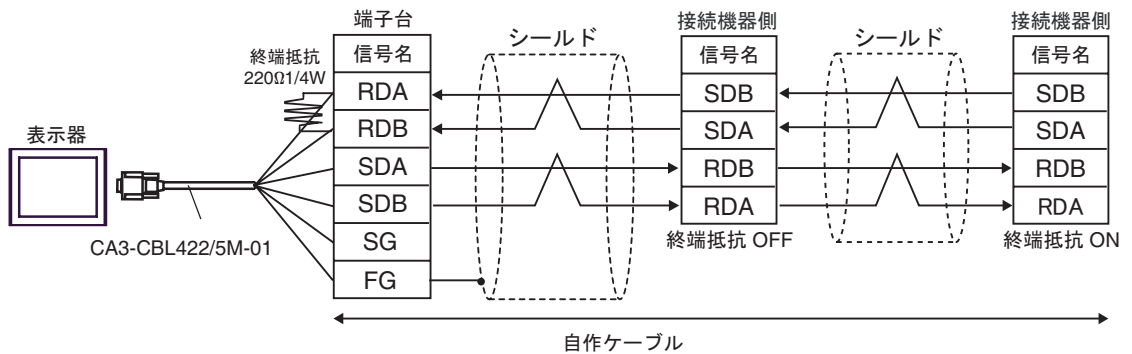 表示器
CA3-CBL422/5M-01
終端抵抗
220Ω1/4W
端子台
信号名
RDA
RDB
SDA
SDB
SG
FG
シールド
接続機器側
信号名
SDB
SDA
RDB
RDA
終端抵抗 OFF
シールド
接続機器側
信号名
SDB
SDA
RDB
RDA
終端抵抗 ON
自作ケーブル